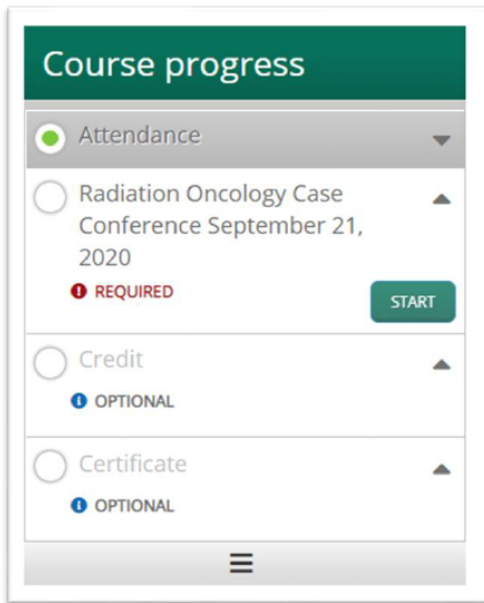 Course progress
Attendance
Radiation Oncology Case
Conference September 21,
2020
REQUIRED
START
Credit
OPTIONAL
Certificate
OPTIONAL